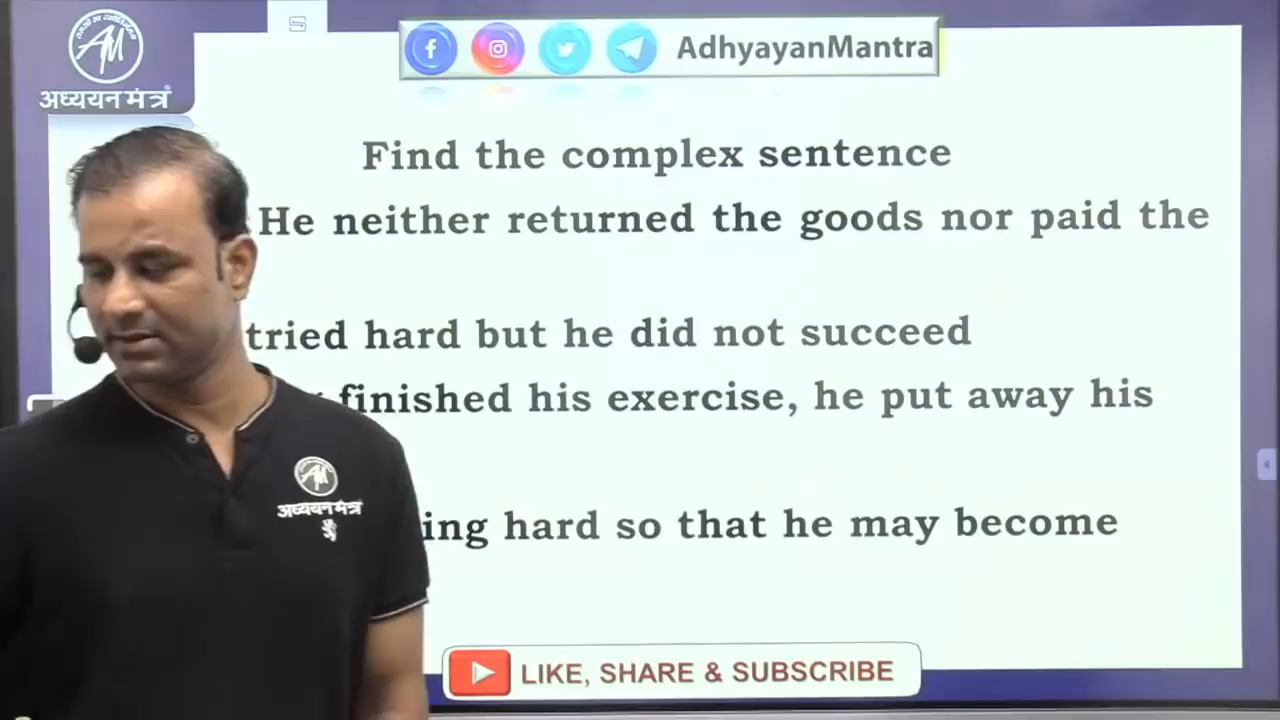 अध्ययन मंत्र
AdhyayanMantra
Find the complex sentence
He neither returned the goods nor paid the
tried hard but he did not succeed
finished his exercise, he put away his
ing hard so that he may become
AM
अध्ययन मंत्र
LIKE, SHARE & SUBSCRIBE